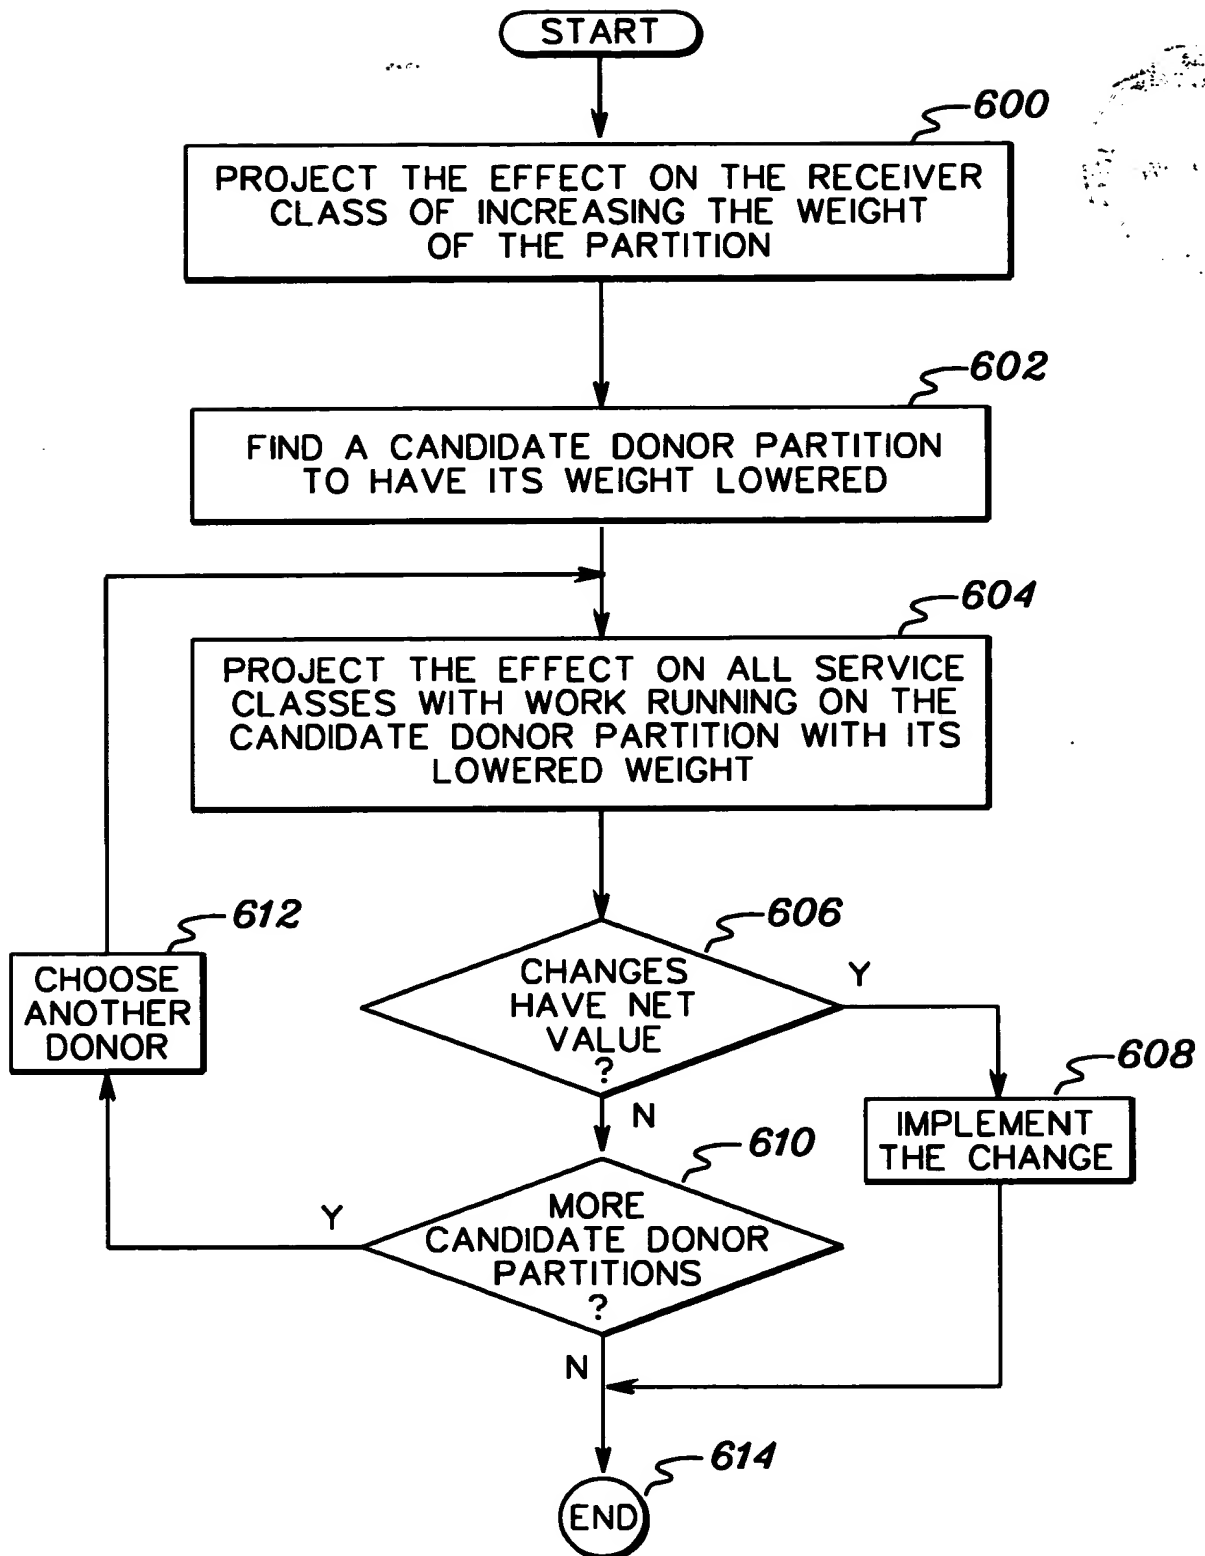 START
600
PROJECT THE EFFECT ON THE RECEIVER
CLASS OF INCREASING THE WEIGHT
OF THE PARTITION
602
FIND A CANDIDATE DONOR PARTITION
TO HAVE ITS WEIGHT LOWERED
604
PROJECT THE EFFECT ON ALL SERVICE
CLASSES WITH WORK RUNNING ON THE
CANDIDATE DONOR PARTITION WITH ITS
LOWERED WEIGHT
606
CHANGES
HAVE NET
VALUE
?
Y
N
612
CHOOSE
ANOTHER
DONOR
608
IMPLEMENT
THE CHANGE
610
MORE
CANDIDATE DONOR
PARTITIONS
?
Y
N
614
END